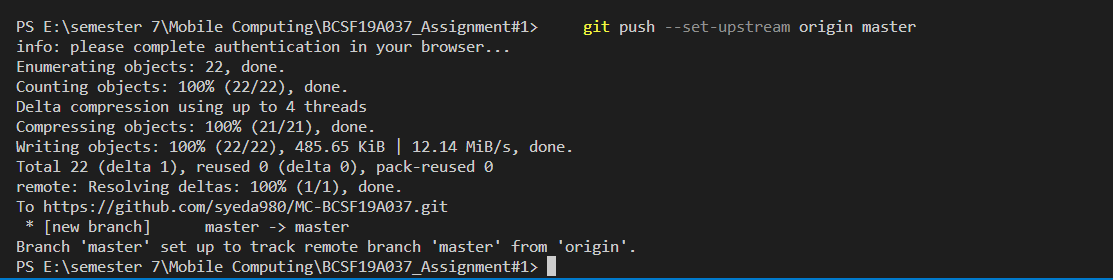 PS E:\semester 7\Mobile Computing\BCSF19A037_Assignment#1>     git push --set-upstream origin master
info: please complete authentication in your browser...
Enumerating objects: 22, done.
Counting objects: 100% (22/22), done.
Delta compression using up to 4 threads
Compressing objects: 100% (21/21), done.
Writing objects: 100% (22/22), 485.65 KiB | 12.14 MiB/s, done.
Total 22 (delta 1), reused 0 (delta 0), pack-reused 0
remote: Resolving deltas: 100% (1/1), done.
To https://github.com/syeda980/MC-BCSF19A037.git
 * [new branch]      master -> master
Branch 'master' set up to track remote branch 'master' from 'origin'.
PS E:\semester 7\Mobile Computing\BCSF19A037_Assignment#1>